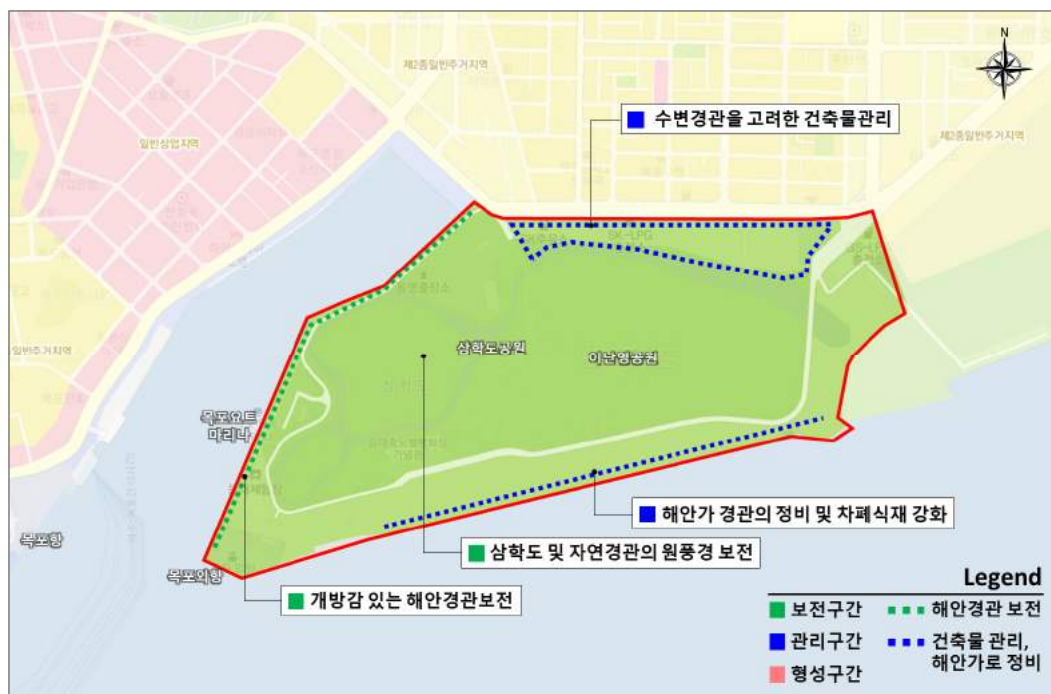 N
제2종일반주거지역
수변경관을 고려한 건축물관리
제2종일반주거지역
일반상업지역
SK-LPG
삼학도공원
이난영공원
목포요트
마리나
해안가 경관의 정비 및 차폐식재 강화
목포항
삼학도 및 자연경관의 원풍경 보전
목포외항
개방감 있는 해안경관보전
Legend
보전구간
해안경관 보전
관리구간
건축물 관리,
해안가로 정비
형성구간